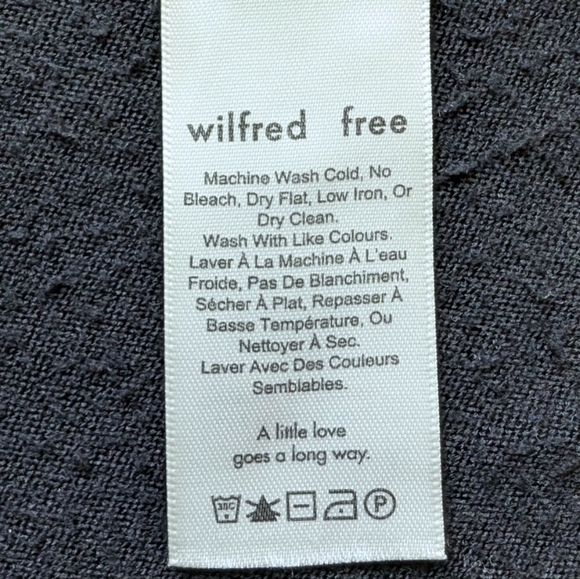 wilfred free
Machine Wash Cold, No
Bleach, Dry Flat, Low Iron, Or
Dry Clean.
Wash With Like Colours.
Laver À La Machine À L'eau
Froide, Pas De Blanchiment,
Sécher À Plat, Repasser À
Basse Température, Ou
Nettoyer À Sec.
Laver Avec Des Couleurs
Semblables.
A little love
goes a long way.
30C P